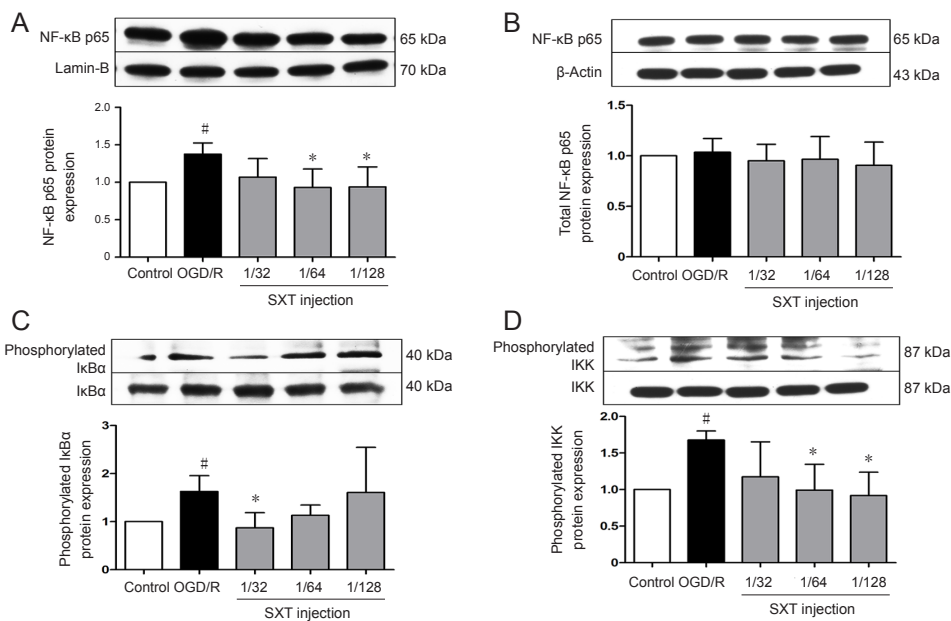 A
NF-κB p65
65 kDa
Lamin-B
70 kDa
NF-κB p65 protein
expression
2.0
1.5
1.0
0.5
0
#
*
*
Control OGD/R 1/32 1/64 1/128
SXT injection
B
NF-κB p65
65 kDa
β-Actin
43 kDa
Total NF-κB p65
protein expression
1.5
1.0
0.5
0
Control OGD/R 1/32 1/64 1/128
SXT injection
C
Phosphorylated
IκBα
40 kDa
IκBα
40 kDa
Phosphorylated IκBα
protein expression
3
2
1
0
#
*
Control OGD/R 1/32 1/64 1/128
SXT injection
D
Phosphorylated
IKK
87 kDa
IKK
87 kDa
Phosphorylated IKK
protein expression
2.0
1.5
1.0
0.5
0
#
*
*
Control OGD/R 1/32 1/64 1/128
SXT injection